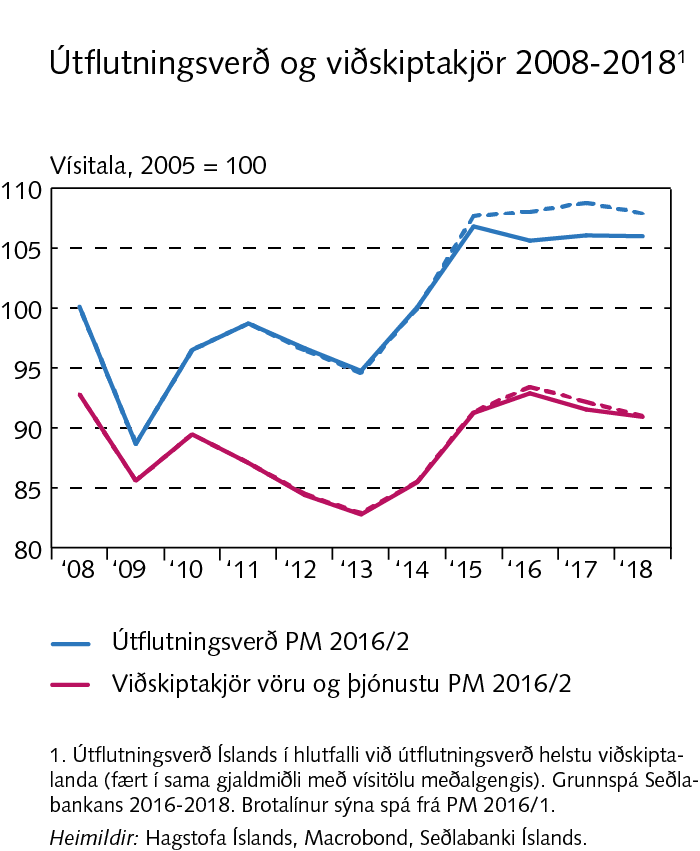 Útflutningsverð og viðskiptakjör 2008-2018¹
Vísitala, 2005 = 100
110
105
100
95
90
85
80
‘08 ‘09 ‘10 ‘11 ‘12 ‘13 ‘14 ‘15 ‘16 ‘17 ‘18
Útflutningsverð PM 2016/2
Viðskiptakjör vöru og þjónustu PM 2016/2
1. Útflutningsverð Íslands í hlutfalli við útflutningsverð helstu viðskipta-
landa (fært í sama gjaldmiðli með vísitölu meðalgengis). Grunnspá Seðla-
bankans 2016-2018. Brotalínur sýna spá frá PM 2016/1.
Heimildir: Hagstofa Íslands, Macrobond, Seðlabanki Íslands.